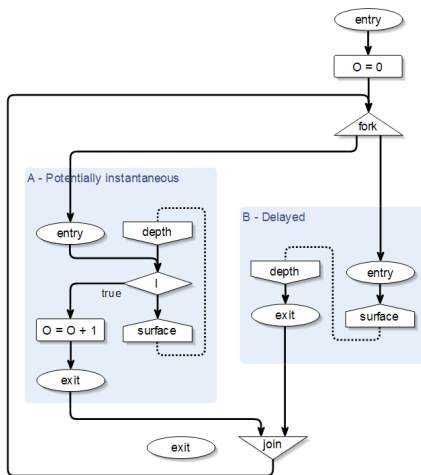 entry
O = 0
fork
A - Potentially instantaneous
B - Delayed
entry
depth
depth
entry
I
true
O = O + 1
surface
exit
surface
exit
exit
join